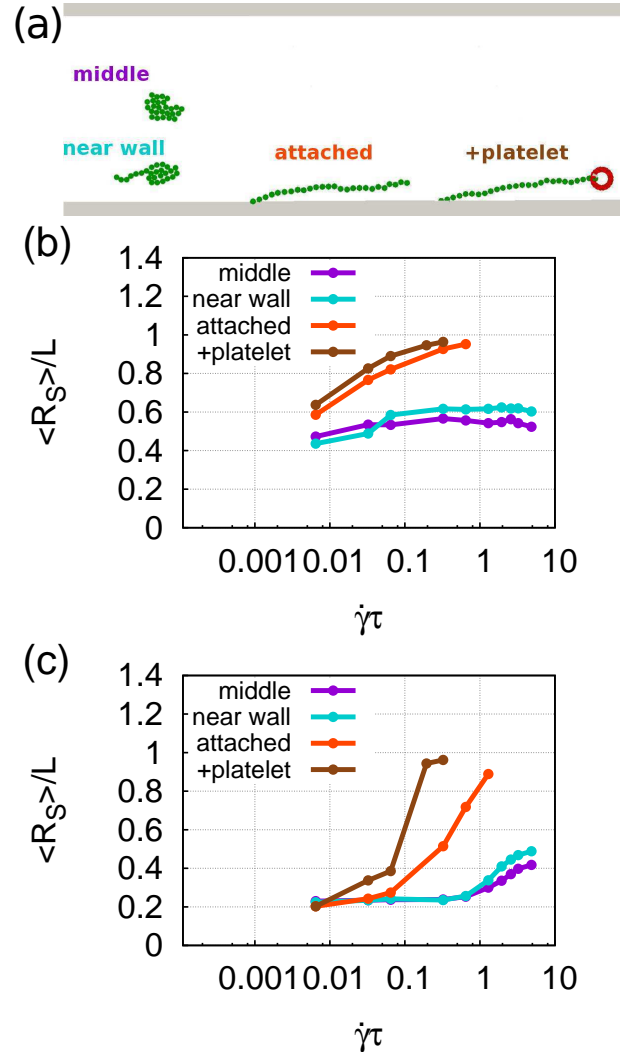 (a)
middle
near wall
attached
+platelet
(b)
1.4
1.2
1
0.8
0.6
0.4
0.2
0
<R_S>/L
middle
near wall
attached
+platelet
0.001 0.01 0.1 1 10
γ̇τ
(c)
1.4
1.2
1
0.8
0.6
0.4
0.2
0
<R_S>/L
middle
near wall
attached
+platelet
0.001 0.01 0.1 1 10
γ̇τ